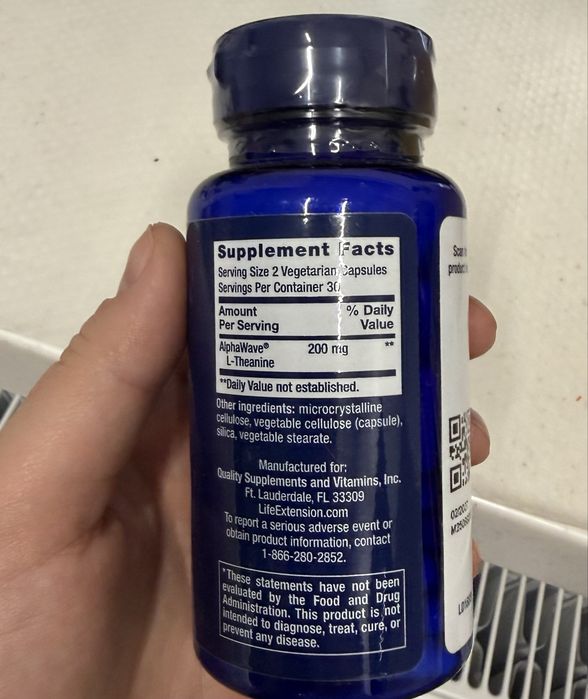 Supplement Facts
Serving Size 2 Vegetarian Capsules
Servings Per Container 30
Amount % Daily
Per Serving Value
AlphaWave® 200 mg **
L-Theanine
**Daily Value not established.
Other ingredients: microcrystalline
cellulose, vegetable cellulose (capsule),
silica, vegetable stearate.
Manufactured for:
Quality Supplements and Vitamins, Inc.
Ft. Lauderdale, FL 33309
LifeExtension.com
To report a serious adverse event or
obtain product information, contact
1-866-280-2852.
*These statements have not been
evaluated by the Food and Drug
Administration. This product is not
intended to diagnose, treat, cure, or
prevent any disease.
Scan